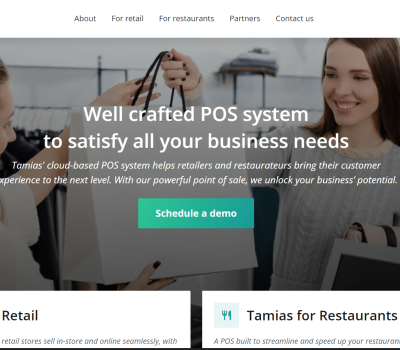 About For retail For restaurants Partners Contact us
Well crafted POS system
to satisfy all your business needs
Tamias' cloud-based POS system helps retailers and restaurateurs bring their customer
xperience to the next level. With our powerful point of sale, we unlock your business' potential.
Schedule a demo
Retail
retail stores sell in-store and online seamlessly, with
Tamias for Restaurants
A POS built to streamline and speed up your restaurant